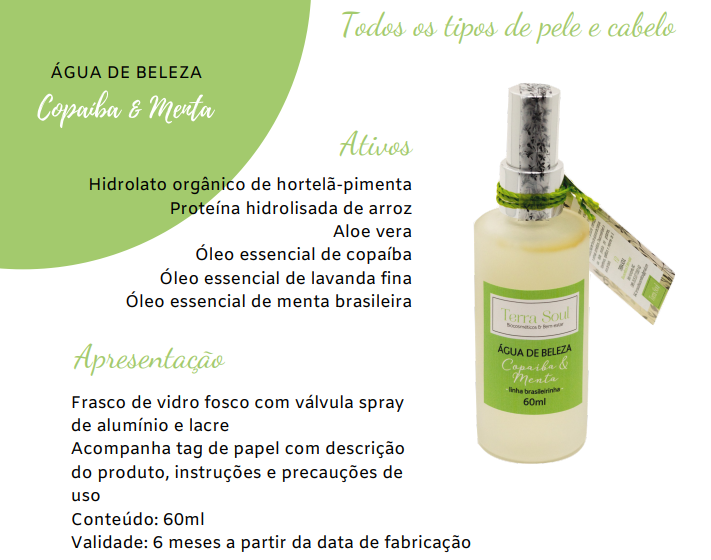 Todos os tipos de pele e cabelo
ÁGUA DE BELEZA
Copaíba & Menta
Ativos
Hidrolato orgânico de hortelã-pimenta
Proteína hidrolisada de arroz
Aloe vera
Óleo essencial de copaíba
Óleo essencial de lavanda fina
Óleo essencial de menta brasileira
Apresentação
Frasco de vidro fosco com válvula spray
de alumínio e lacre
Acompanha tag de papel com descrição
do produto, instruções e precauções de
uso
Conteúdo: 60ml
Validade: 6 meses a partir da data de fabricação
Terra Soul
Biocosméticos & Bem estar
ÁGUA DE BELEZA
Copaíba &
Menta
linha brasileirinha
60ml